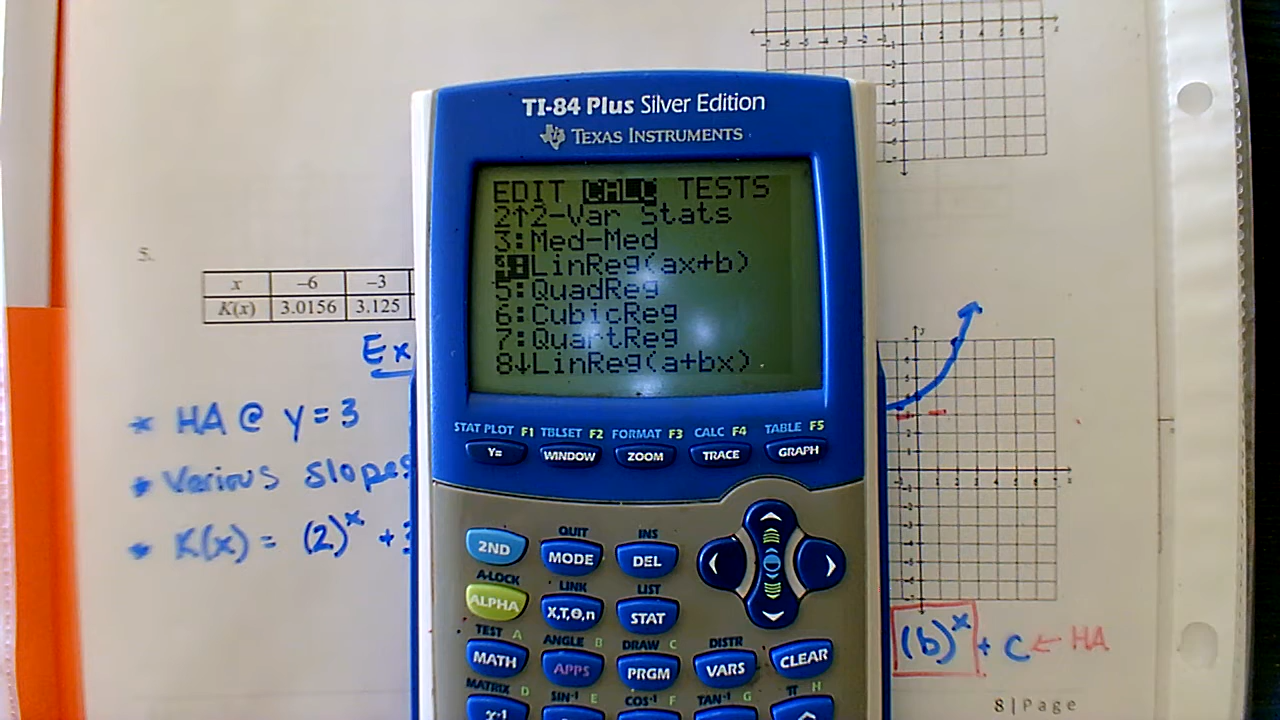 TI-84 Plus Silver Edition
TEXAS INSTRUMENTS
EDIT CALC TESTS
2↑2-Var Stats
3:Med-Med
4:LinReg(ax+b)
5:QuadReg
6:CubicReg
7:QuartReg
8↓LinReg(a+bx)
STAT PLOT F1 TBLSET F2 FORMAT F3 CALC F4 TABLE F5
Y= WINDOW ZOOM TRACE GRAPH
QUIT INS
2ND MODE DEL
A-LOCK LINK LIST
ALPHA X,T,Θ,n STAT
TEST A ANGLE B DRAW C DISTR
MATH APPS PRGM VARS CLEAR
MATRIX D SIN-1 E COS-1 F TAN-1 G π H
x-1
5.
x -6 -3
K(x) 3.0156 3.125
Ex
* HA @ y=3
* Various slopes
* K(x) = (2)^x + 3
(b)^x + c ← HA
8|Page